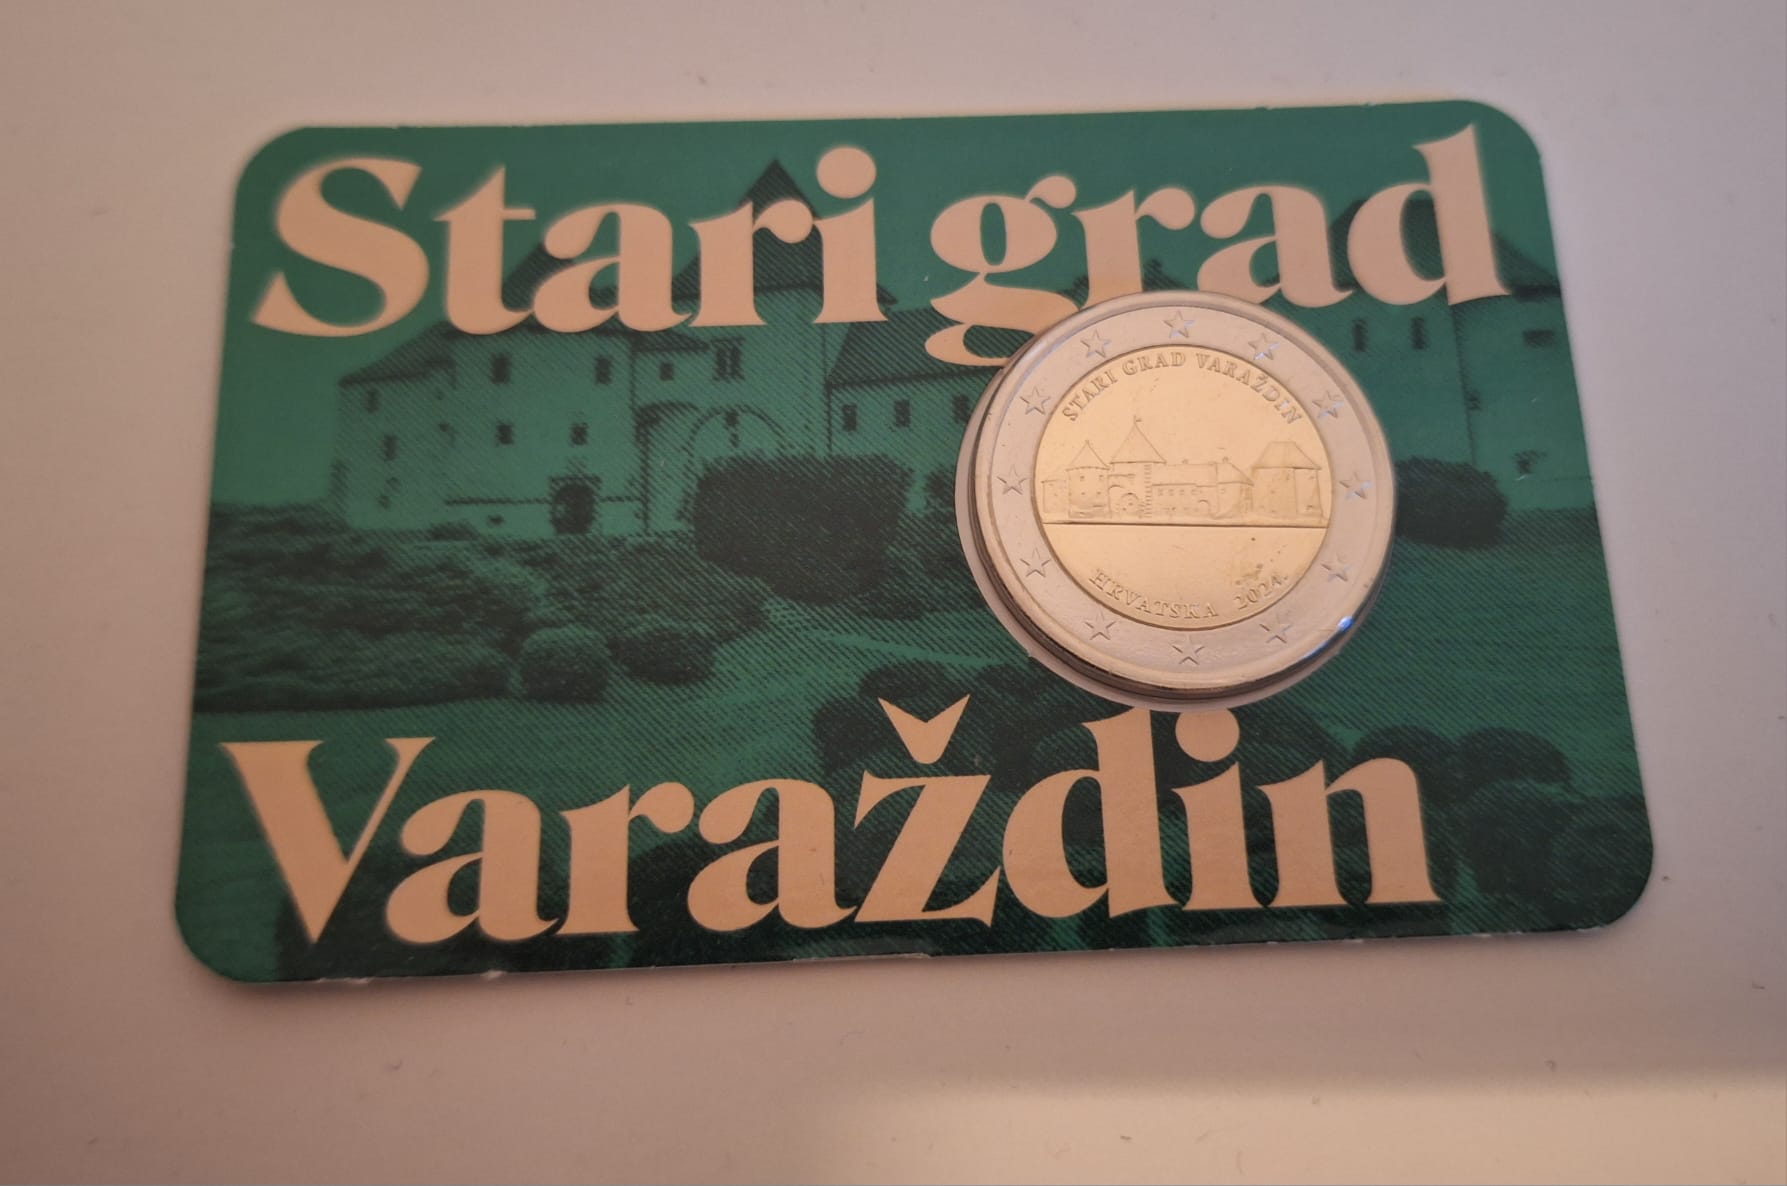 Stari grad
STARI GRAD VARAŽDIN
HRVATSKA 2024.
Varaždin